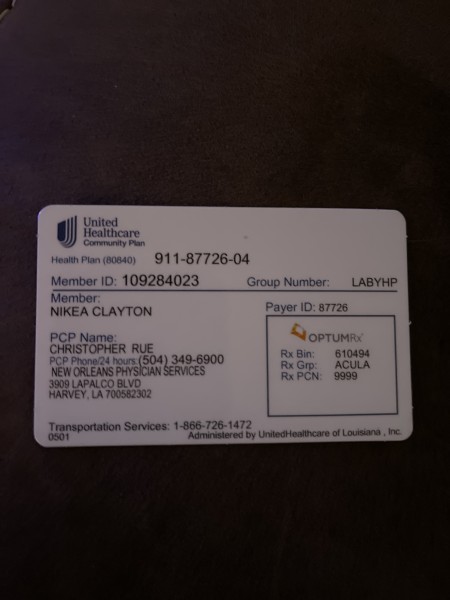 United
Healthcare
Community Plan
Health Plan (80840) 911-87726-04
Member ID: 109284023 Group Number: LABYHP
Member:
NIKEA CLAYTON
Payer ID: 87726
PCP Name:
CHRISTOPHER RUE
PCP Phone/24 hours: (504) 349-6900
NEW ORLEANS PHYSICIAN SERVICES
3909 LAPALCO BLVD
HARVEY, LA 700582302
OPTUMRx
Rx Bin: 610494
Rx Grp: ACULA
Rx PCN: 9999
Transportation Services: 1-866-726-1472
0501 Administered by UnitedHealthcare of Louisiana , Inc.